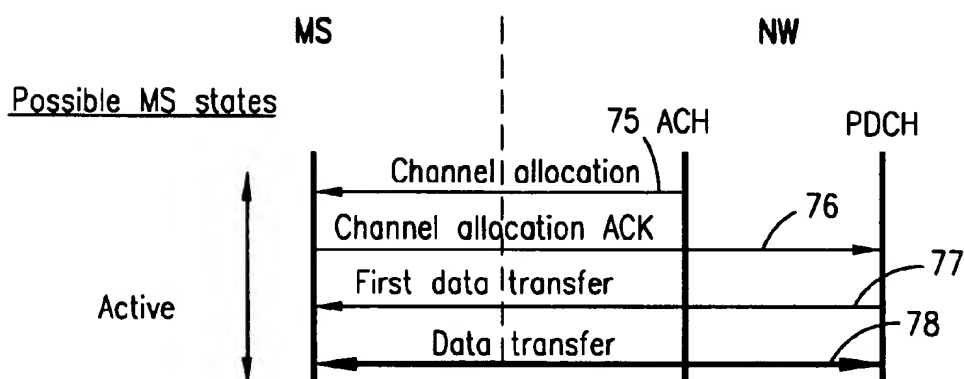 MS NW
Possible MS states
75 ACH PDCH
Channel allocation
76
Channel allocation ACK
77
First data transfer
Active
78
Data transfer